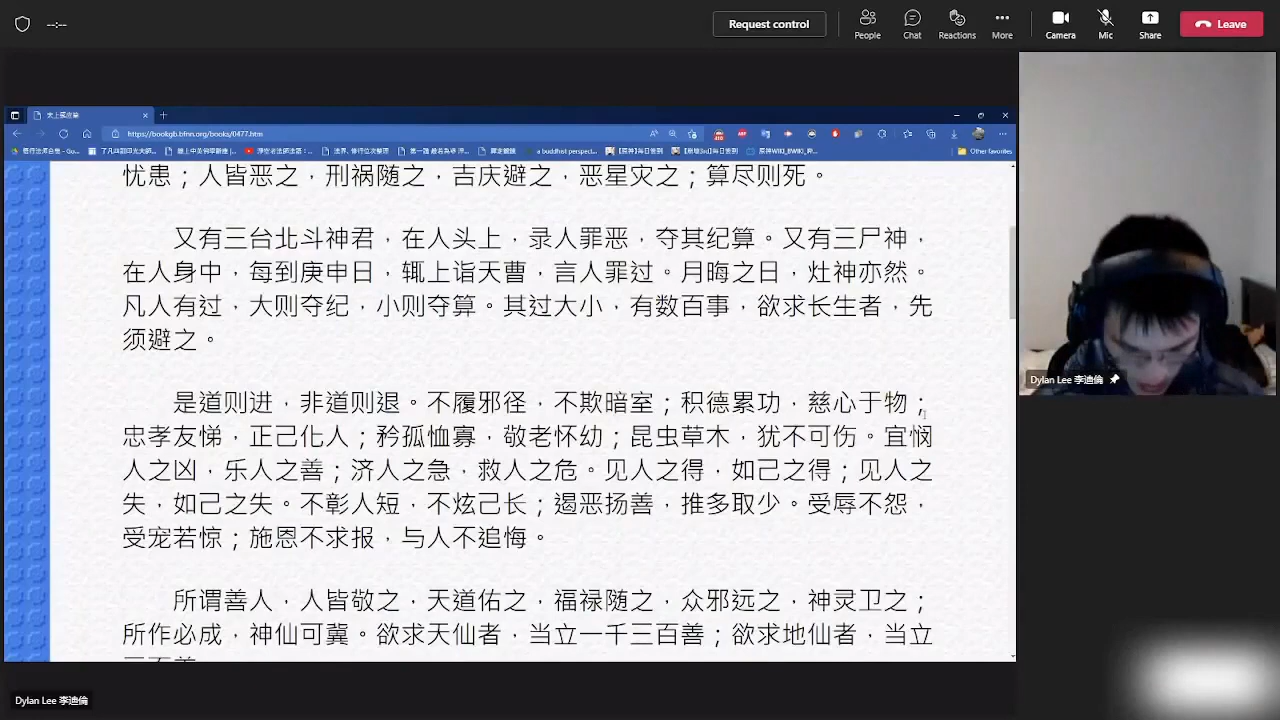 --:--
Request control
People
Chat
Reactions
More
Camera
Mic
Share
Leave
太上感应篇
https://bookgb.bfnn.org/books/0477.htm
a buddhist perspect...
Other favorites
忧患；人皆恶之，刑祸随之，吉庆避之，恶星灾之；算尽则死。
又有三台北斗神君，在人头上，录人罪恶，夺其纪算。又有三尸神，
在人身中，每到庚申日，辄上诣天曹，言人罪过。月晦之日，灶神亦然。
凡人有过，大则夺纪，小则夺算。其过大小，有数百事，欲求长生者，先
须避之。
是道则进，非道则退。不履邪径，不欺暗室；积德累功，慈心于物；
忠孝友悌，正己化人；矜孤恤寡，敬老怀幼；昆虫草木，犹不可伤。宜悯
人之凶，乐人之善；济人之急，救人之危。见人之得，如己之得；见人之
失，如己之失。不彰人短，不炫己长；遏恶扬善，推多取少。受辱不怨，
受宠若惊；施恩不求报，与人不追悔。
所谓善人，人皆敬之，天道佑之，福禄随之，众邪远之，神灵卫之；
所作必成，神仙可冀。欲求天仙者，当立一千三百善；欲求地仙者，当立
Dylan Lee 李迪倫
Dylan Lee 李迪倫